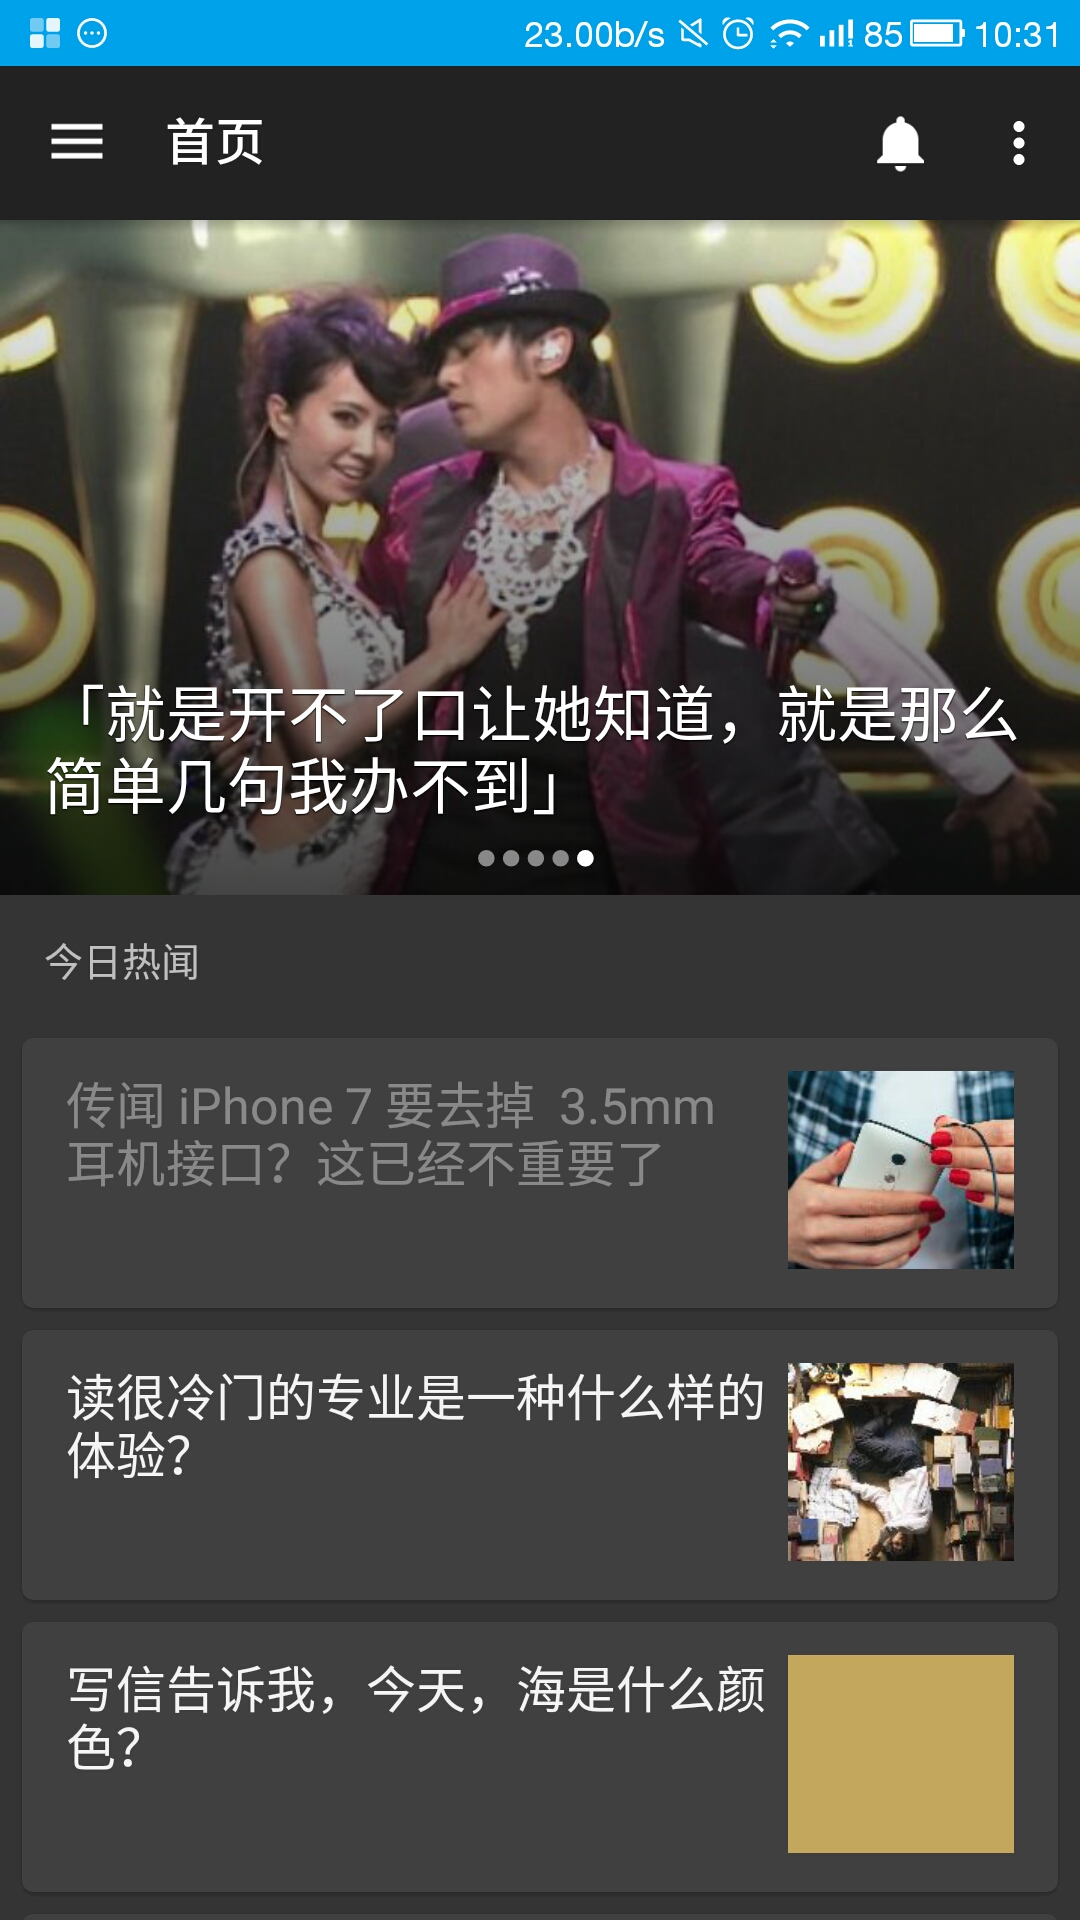 23.00b/s 85 10:31
首页
「就是开不了口让她知道，就是那么
简单几句我办不到」
今日热闻
传闻 iPhone 7 要去掉 3.5mm
耳机接口？这已经不重要了
读很冷门的专业是一种什么样的
体验？
写信告诉我，今天，海是什么颜
色？